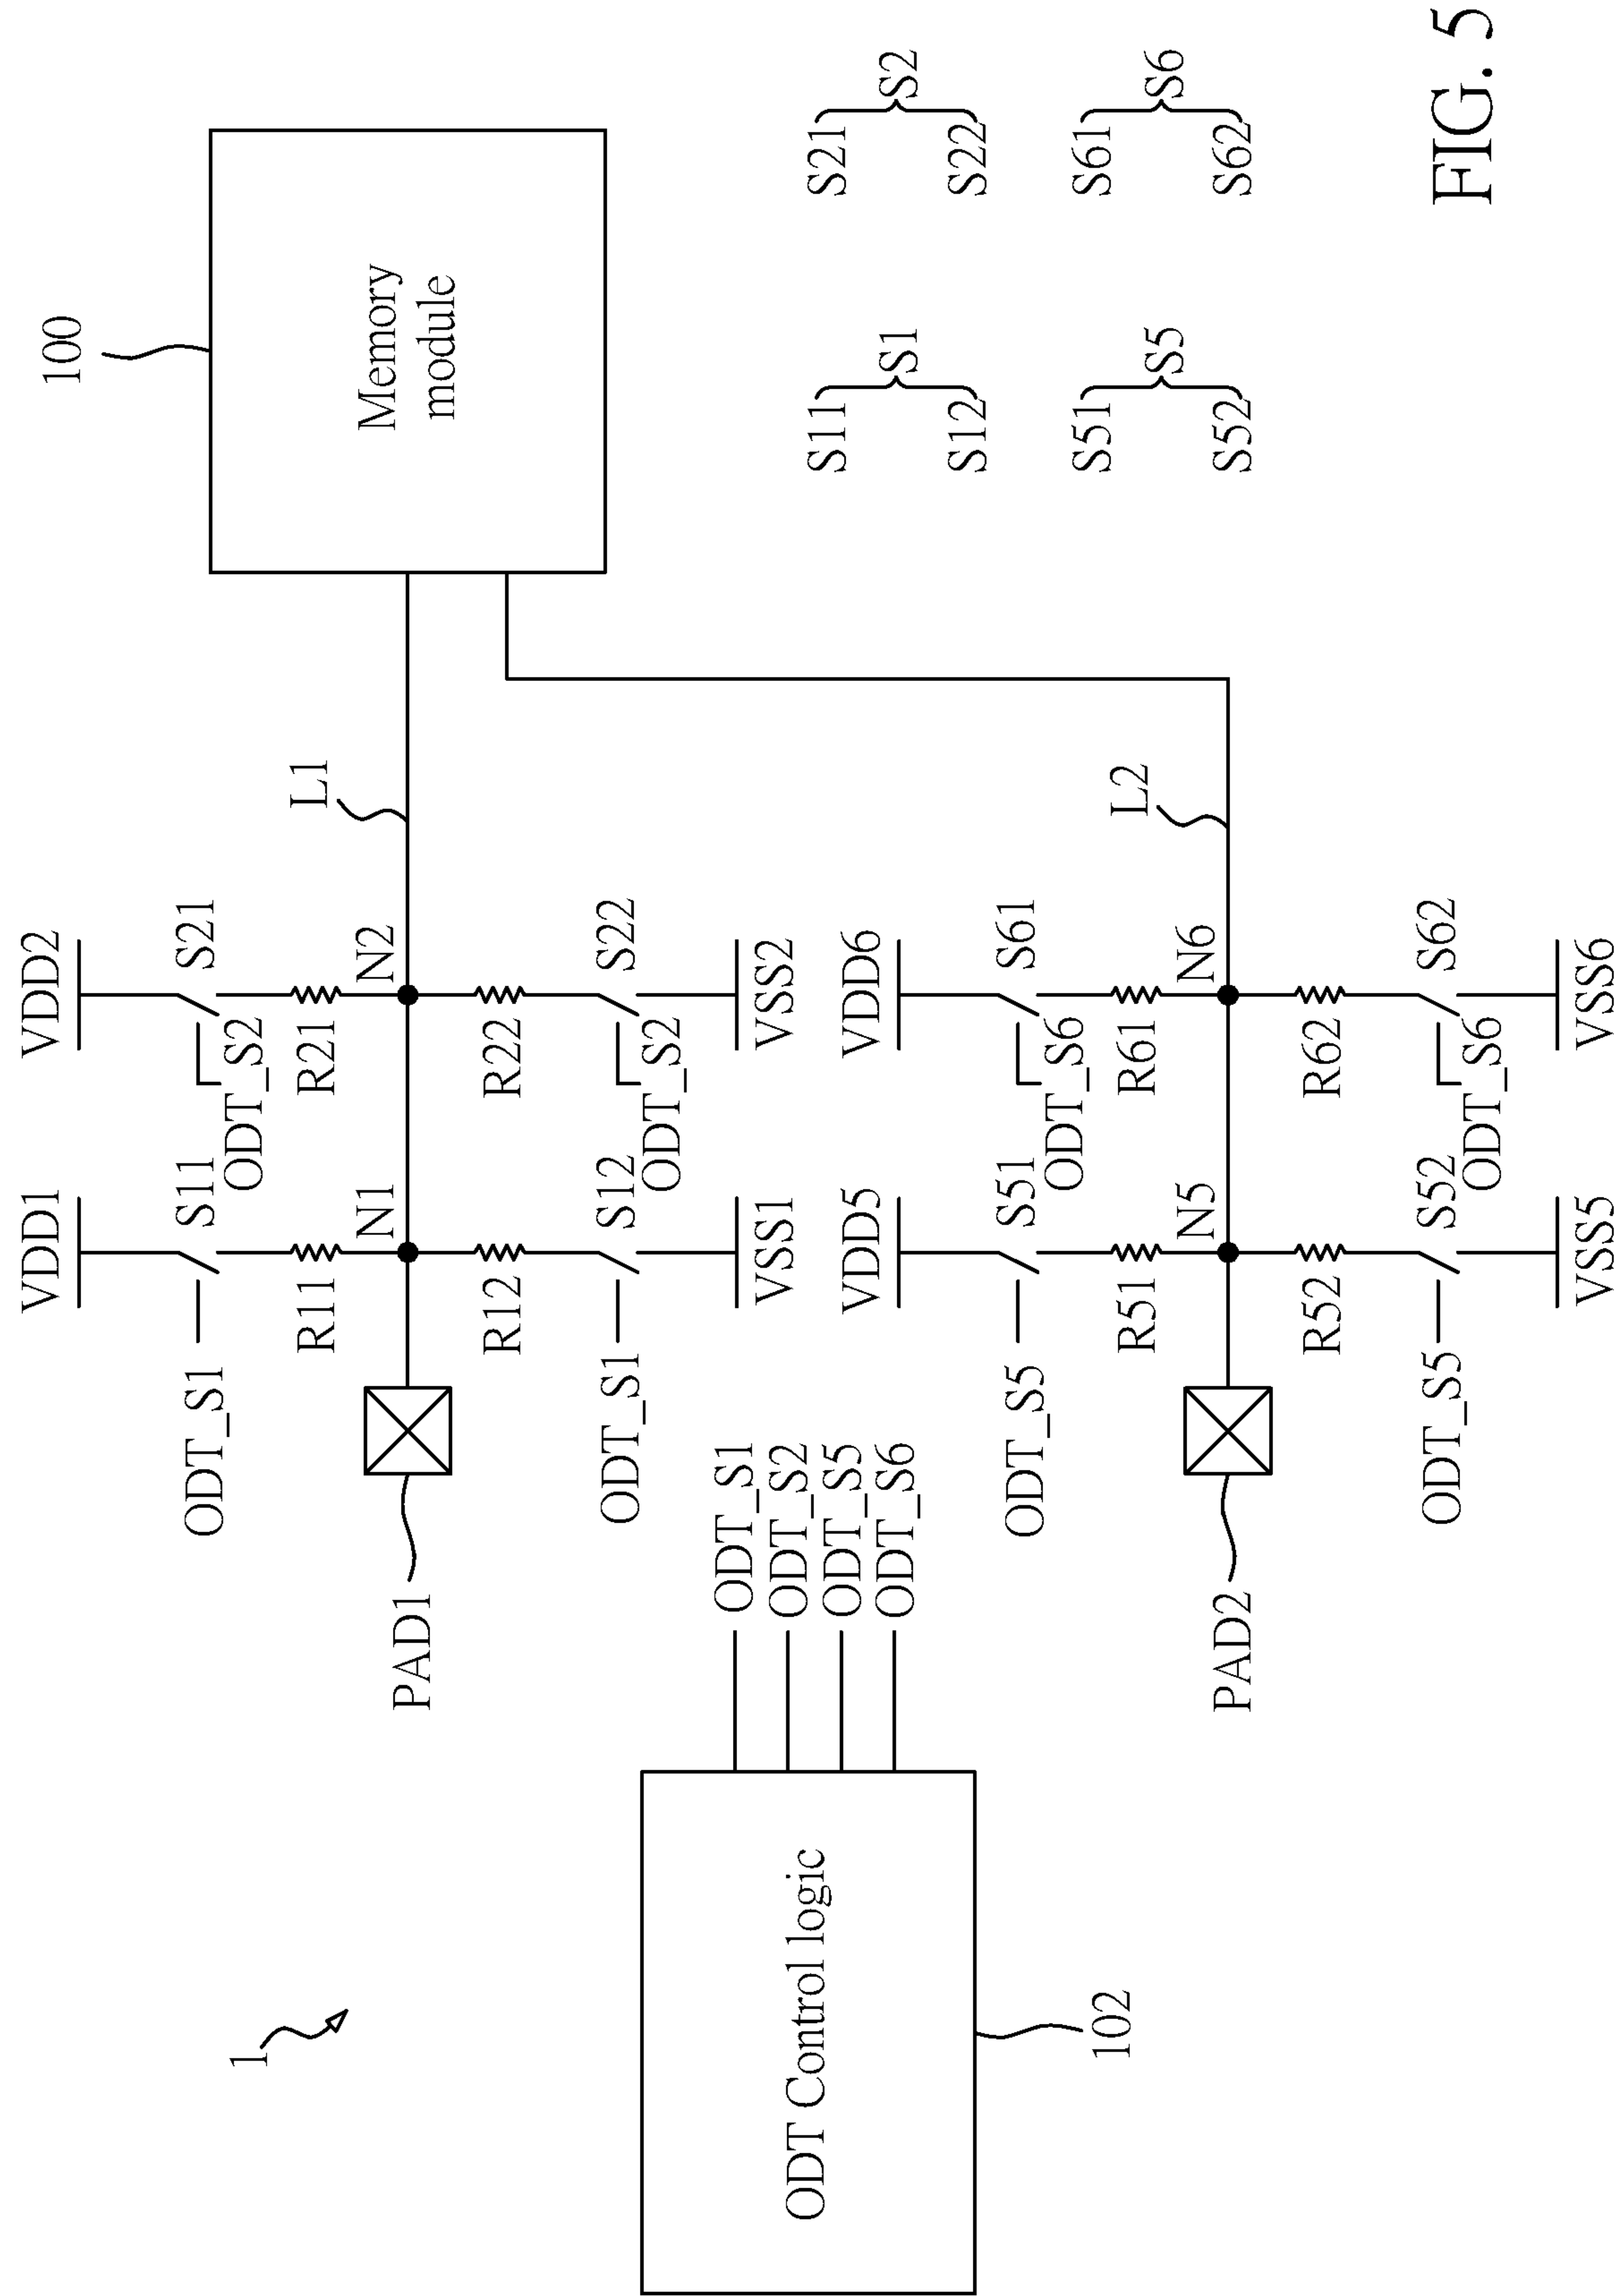 1
VDD1
VDD2
100
S11
S21
ODT_S1
ODT_S2
R11
R21
L1
N1
N2
Memory
module
PAD1
R12
R22
S12
S22
ODT_S1
ODT_S2
VSS1
VSS2
ODT Control logic
102
ODT_S1
ODT_S2
ODT_S5
ODT_S6
VDD5
VDD6
S51
S61
ODT_S5
ODT_S6
R51
R61
L2
N5
N6
PAD2
R52
R62
S52
S62
ODT_S5
ODT_S6
VSS5
VSS6
S11
S12
S1
S21
S22
S2
S51
S52
S5
S61
S62
S6
FIG. 5